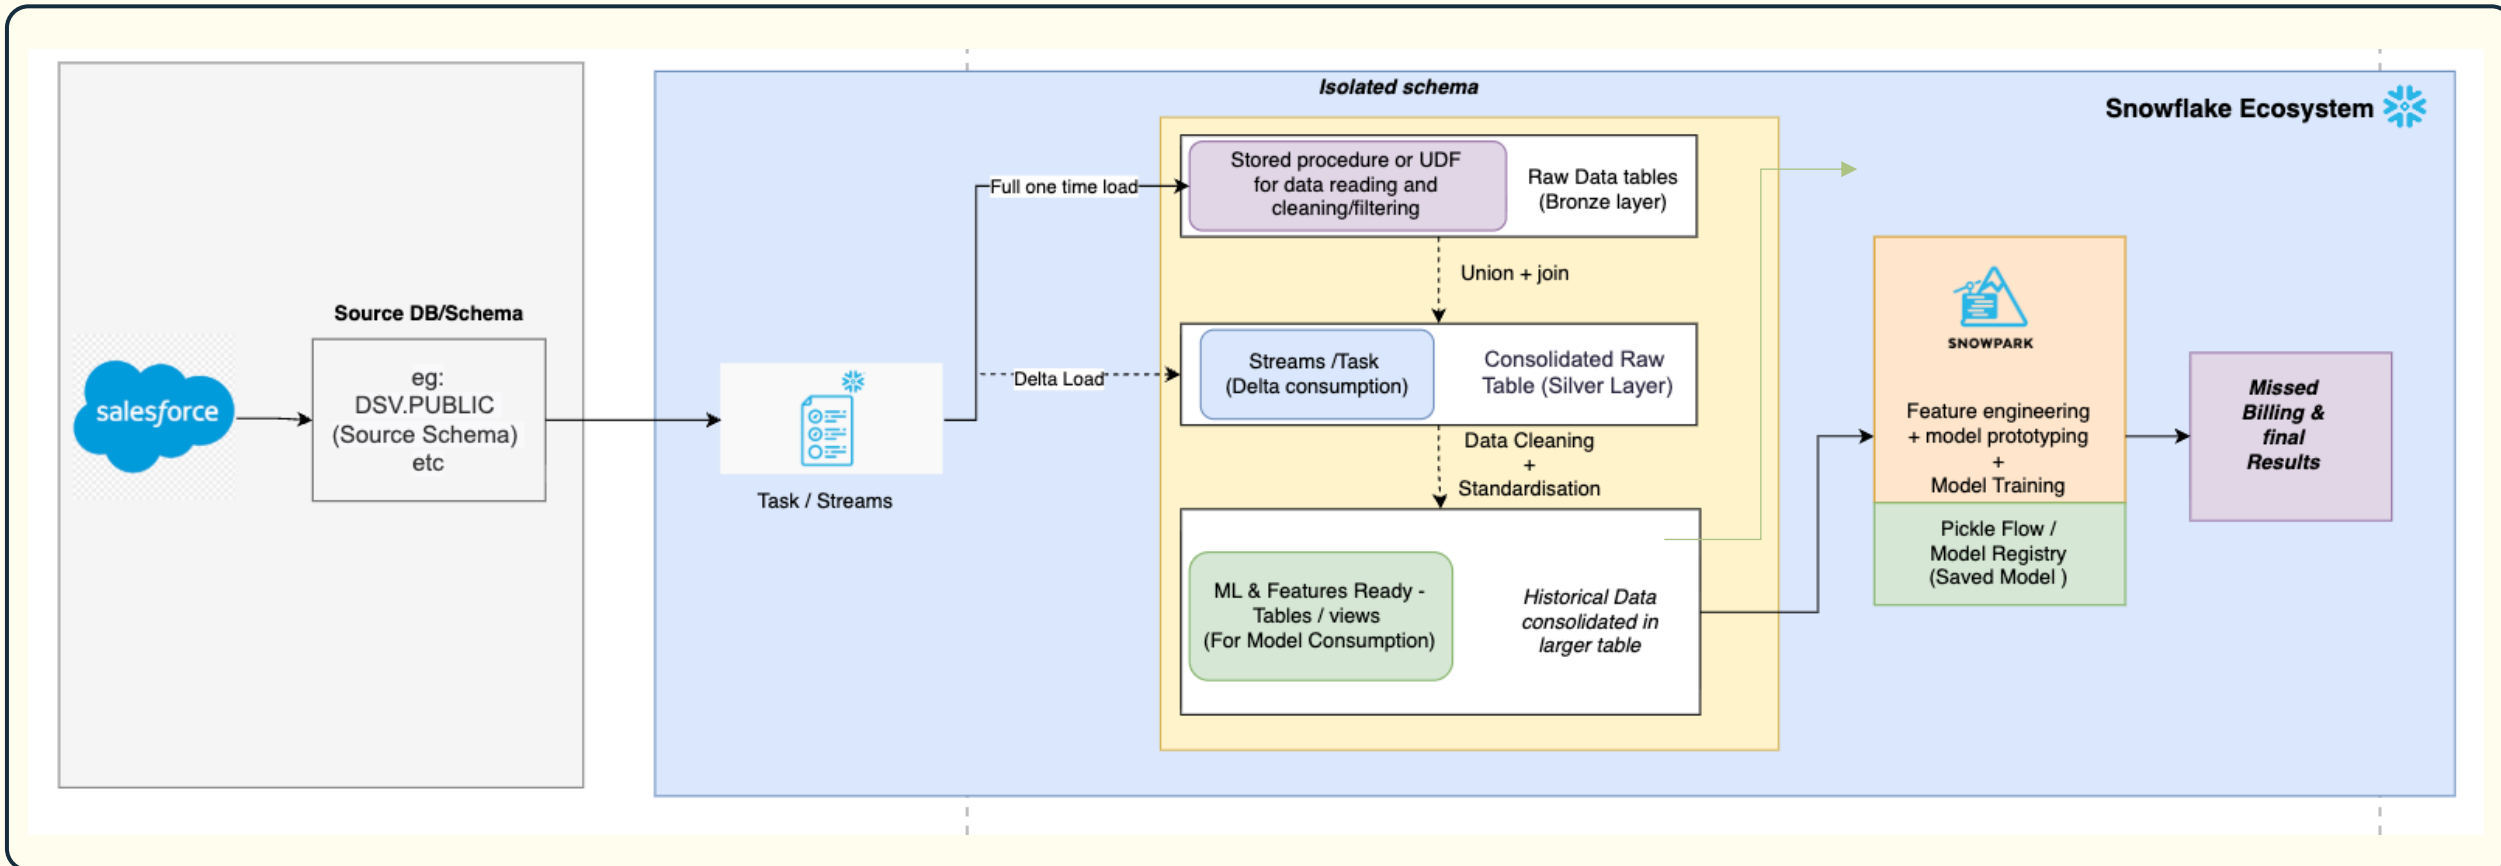 Isolated schema
Snowflake Ecosystem
Source DB/Schema
salesforce
eg:
DSV.PUBLIC
(Source Schema)
etc
Task / Streams
Full one time load
Delta Load
Stored procedure or UDF
for data reading and
cleaning/filtering
Raw Data tables
(Bronze layer)
Union + join
Streams /Task
(Delta consumption)
Consolidated Raw
Table (Silver Layer)
Data Cleaning
+
Standardisation
ML & Features Ready -
Tables / views
(For Model Consumption)
Historical Data
consolidated in
larger table
SNOWPARK
Feature engineering
+ model prototyping
+
Model Training
Pickle Flow /
Model Registry
(Saved Model )
Missed
Billing &
final
Results